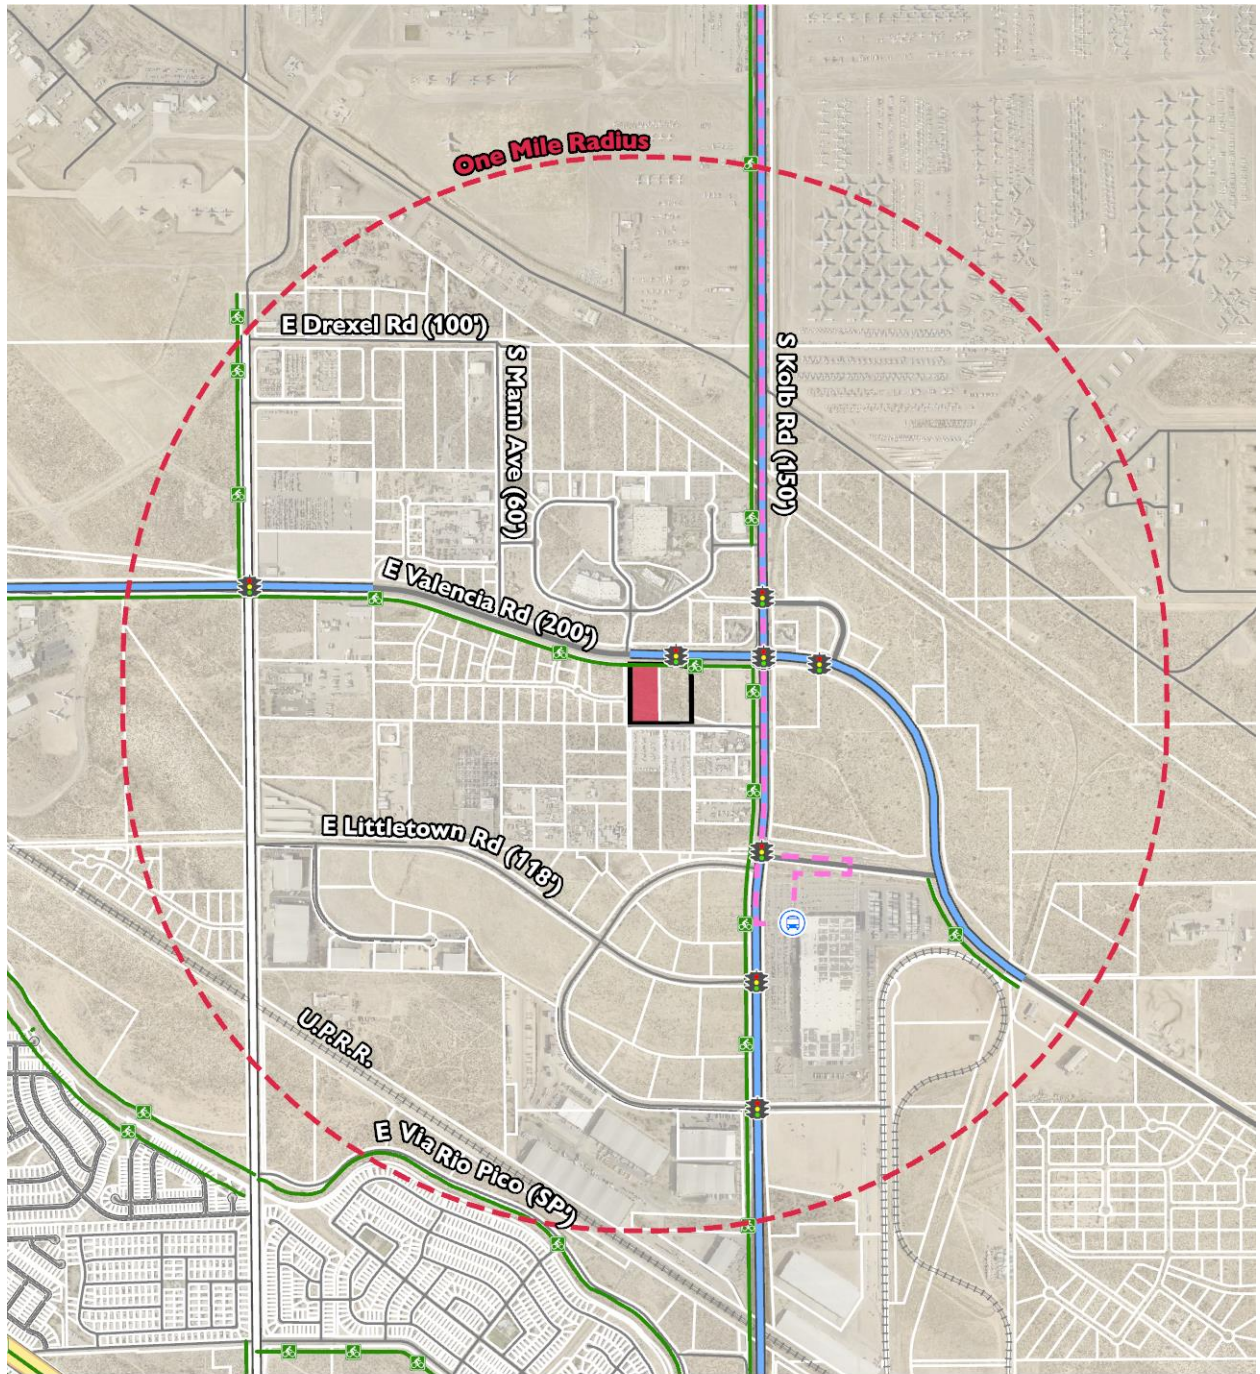 One Mile Radius
E Drexel Rd (100')
S Mann Ave (60')
S Kolb Rd (150')
E Valencia Rd (200')
E Littletown Rd (118')
U.P.R.R.
E Via Rio Pico (SP')